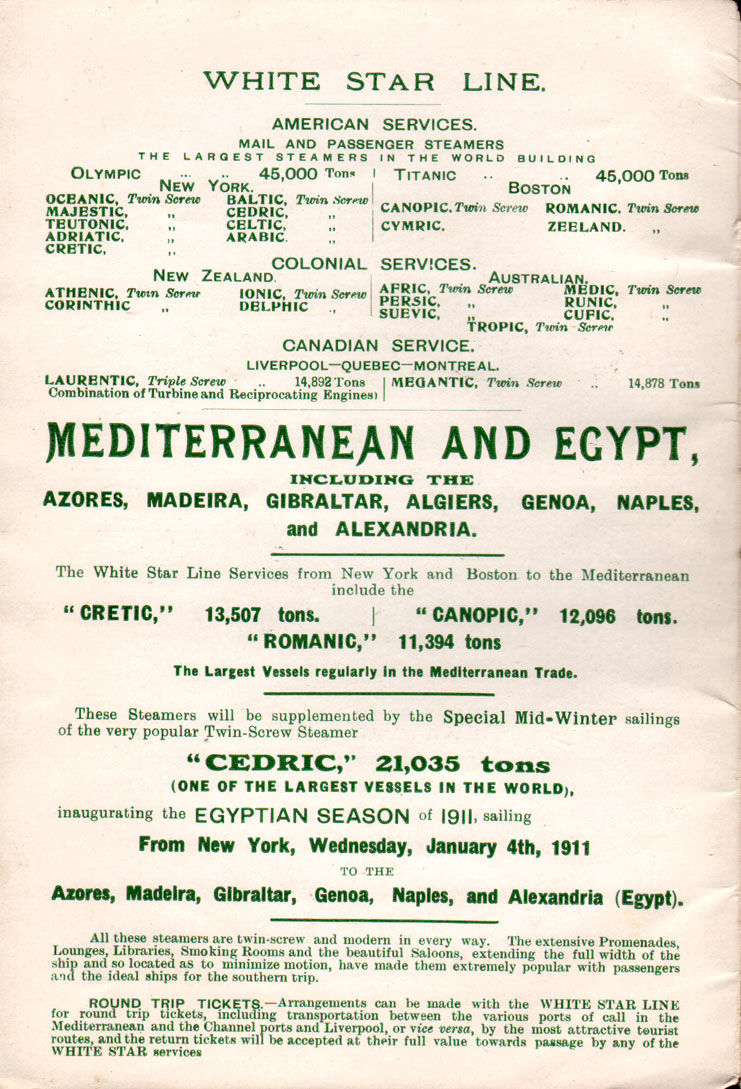 WHITE STAR LINE.
AMERICAN SERVICES.
MAIL AND PASSENGER STEAMERS
THE LARGEST STEAMERS IN THE WORLD BUILDING
OLYMPIC ... .. 45,000 Tons | TITANIC .. .. 45,000 Tons
NEW YORK.
BOSTON
OCEANIC, Twin Screw BALTIC, Twin Screw
MAJESTIC, „ CEDRIC, „
CANOPIC, Twin Screw ROMANIC, Twin Screw
TEUTONIC, „ CELTIC, „
CYMRIC. ZEELAND. „
ADRIATIC, „ ARABIC. „
CRETIC, „
COLONIAL SERVICES.
NEW ZEALAND.
ATHENIC, Twin Screw IONIC, Twin Screw
CORINTHIC „ DELPHIC „
AUSTRALIAN.
AFRIC, Twin Screw MEDIC, Twin Screw
PERSIC, „ RUNIC, „
SUEVIC, „ CUFIC, „
TROPIC, Twin Screw
CANADIAN SERVICE.
LIVERPOOL—QUEBEC—MONTREAL.
LAURENTIC, Triple Screw .. 14,892 Tons | MEGANTIC, Twin Screw .. 14,878 Tons
Combination of Turbine and Reciprocating Engines)
MEDITERRANEAN AND EGYPT,
INCLUDING THE
AZORES, MADEIRA, GIBRALTAR, ALGIERS, GENOA, NAPLES,
and ALEXANDRIA.
The White Star Line Services from New York and Boston to the Mediterranean
include the
“CRETIC,” 13,507 tons. | “CANOPIC,” 12,096 tons.
“ROMANIC,” 11,394 tons
The Largest Vessels regularly in the Mediterranean Trade.
These Steamers will be supplemented by the Special Mid-Winter sailings
of the very popular Twin-Screw Steamer
“CEDRIC,” 21,035 tons
(ONE OF THE LARGEST VESSELS IN THE WORLD),
inaugurating the EGYPTIAN SEASON of 1911, sailing
From New York, Wednesday, January 4th, 1911
TO THE
Azores, Madeira, Gibraltar, Genoa, Naples, and Alexandria (Egypt).
All these steamers are twin-screw and modern in every way. The extensive Promenades,
Lounges, Libraries, Smoking Rooms and the beautiful Saloons, extending the full width of the
ship and so located as to minimize motion, have made them extremely popular with passengers
and the ideal ships for the southern trip.
ROUND TRIP TICKETS.—Arrangements can be made with the WHITE STAR LINE
for round trip tickets, including transportation between the various ports of call in the
Mediterranean and the Channel ports and Liverpool, or vice versa, by the most attractive teurist
routes, and the return tickets will be accepted at their full value towards passage by any of the
WHITE STAR services